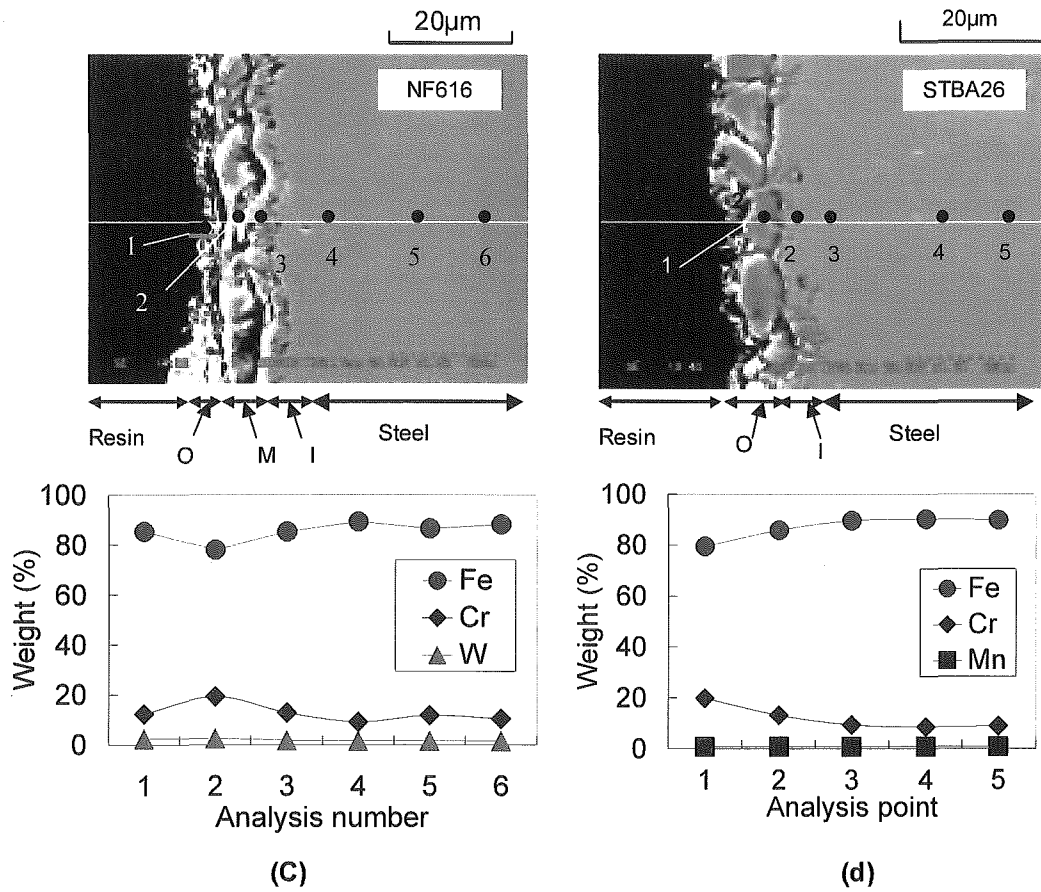 20µm
20µm
NF616
STBA26
1
2
3
4
5
6
2
1
2
3
4
5
Resin
O
M
I
Steel
Resin
O
I
Steel
100
80
60
40
20
0
Weight (%)
Fe
Cr
W
1 2 3 4 5 6
Analysis number
(C)
100
80
60
40
20
0
Weight (%)
Fe
Cr
Mn
1 2 3 4 5
Analysis point
(d)